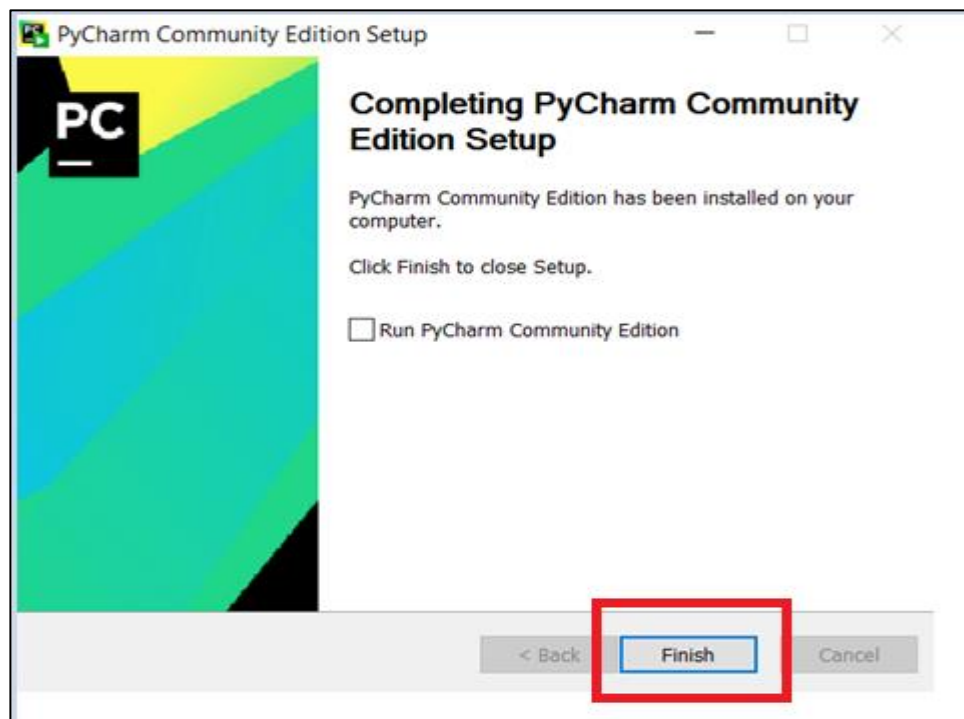 PC PyCharm Community Edition Setup
PC
Completing PyCharm Community
Edition Setup
PyCharm Community Edition has been installed on your
computer.
Click Finish to close Setup.
Run PyCharm Community Edition
< Back
Finish
Cancel